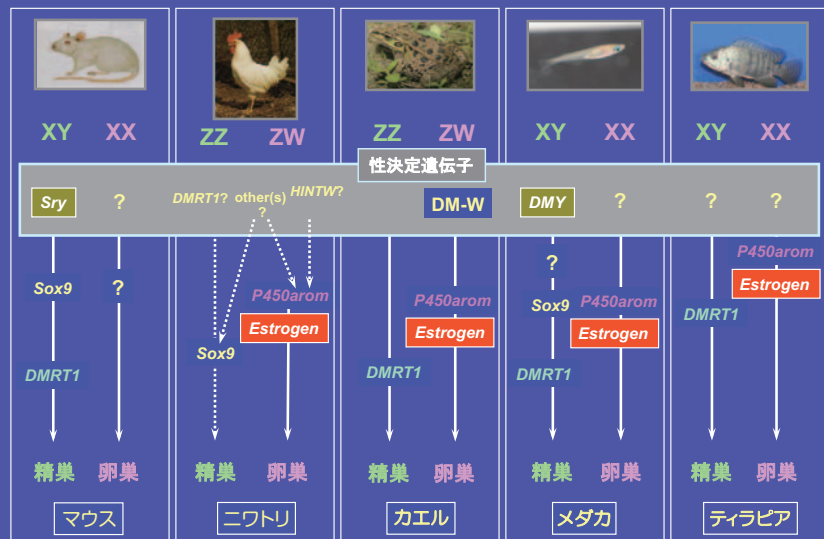 XY XX
ZZ ZW
ZZ ZW
XY XX
XY XX
性決定遺伝子
Sry
?
DMRT1? other(s) HINTW?
?
DM-W
DMY
?
?
?
Sox9
?
DMRT1
P450arom
Estrogen
Sox9
P450arom
Estrogen
DMRT1
?
Sox9
DMRT1
P450arom
Estrogen
P450arom
Estrogen
DMRT1
精巣 卵巣
精巣 卵巣
精巣 卵巣
精巣 卵巣
精巣 卵巣
マウス
ニワトリ
カエル
メダカ
ティラピア